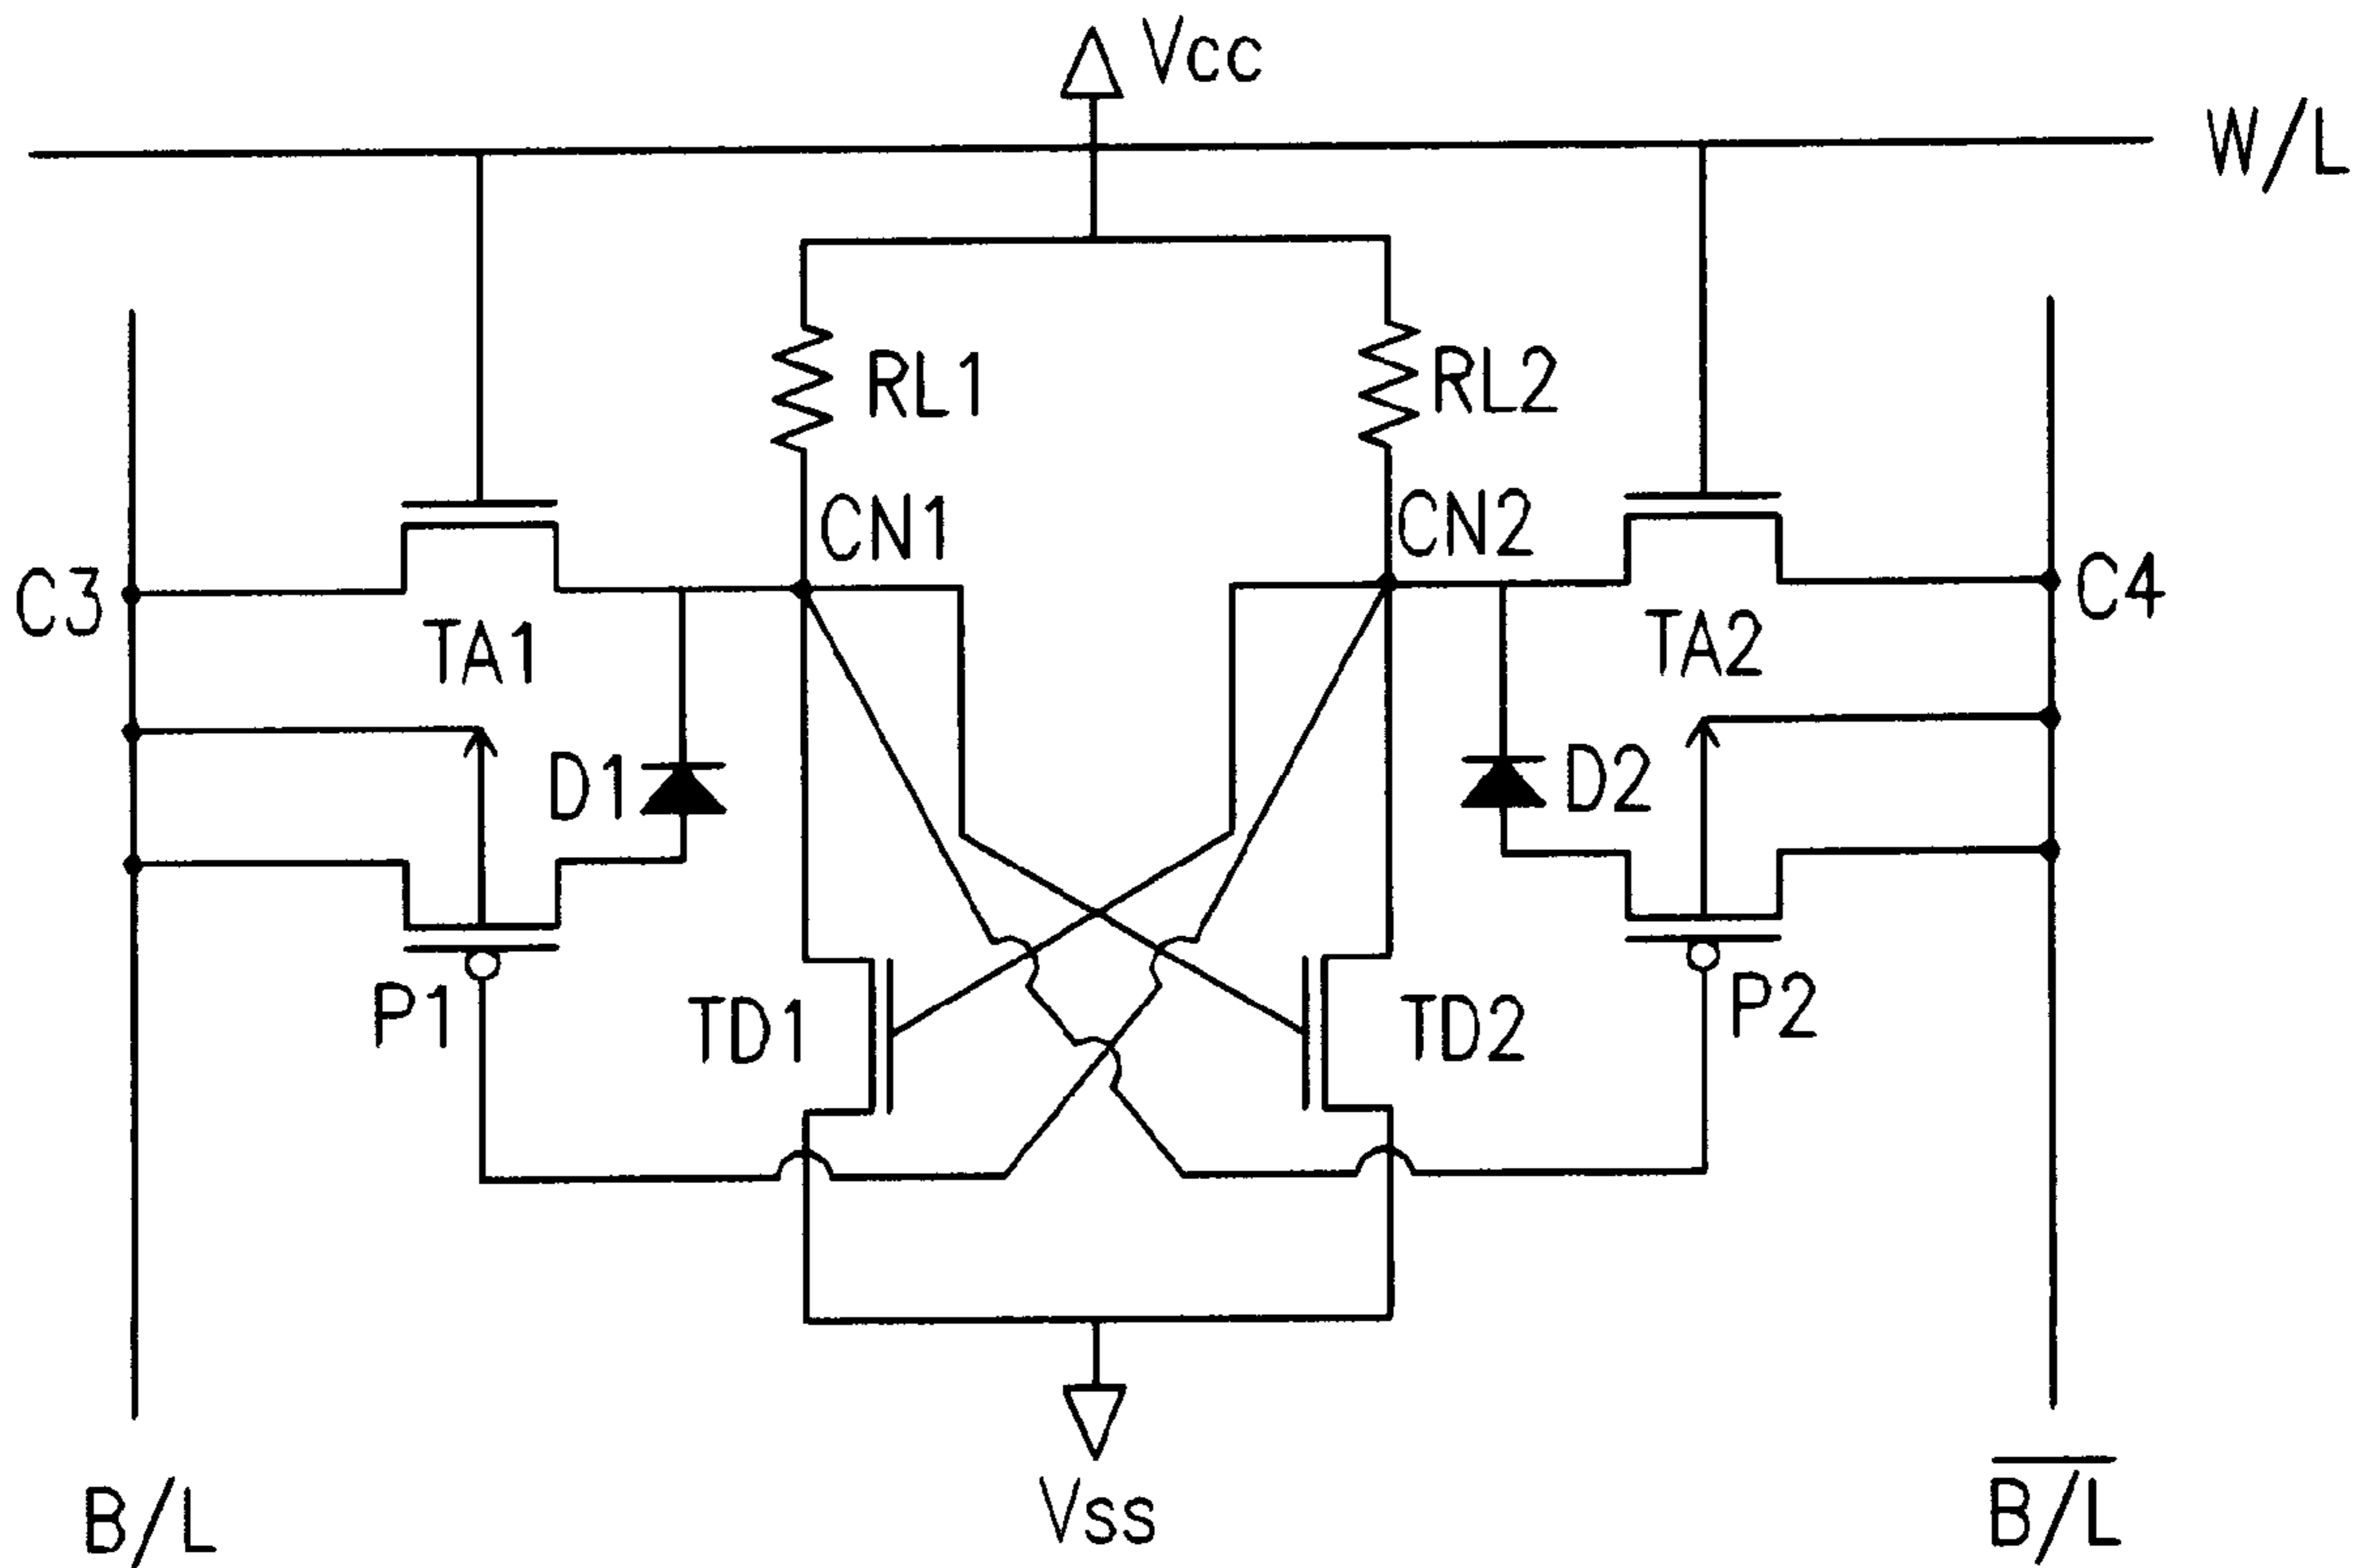 Vcc
W/L
RL1
RL2
CN1
CN2
C3
C4
TA1
TA2
D1
D2
P1
P2
TD1
TD2
B/L
Vss
B/L